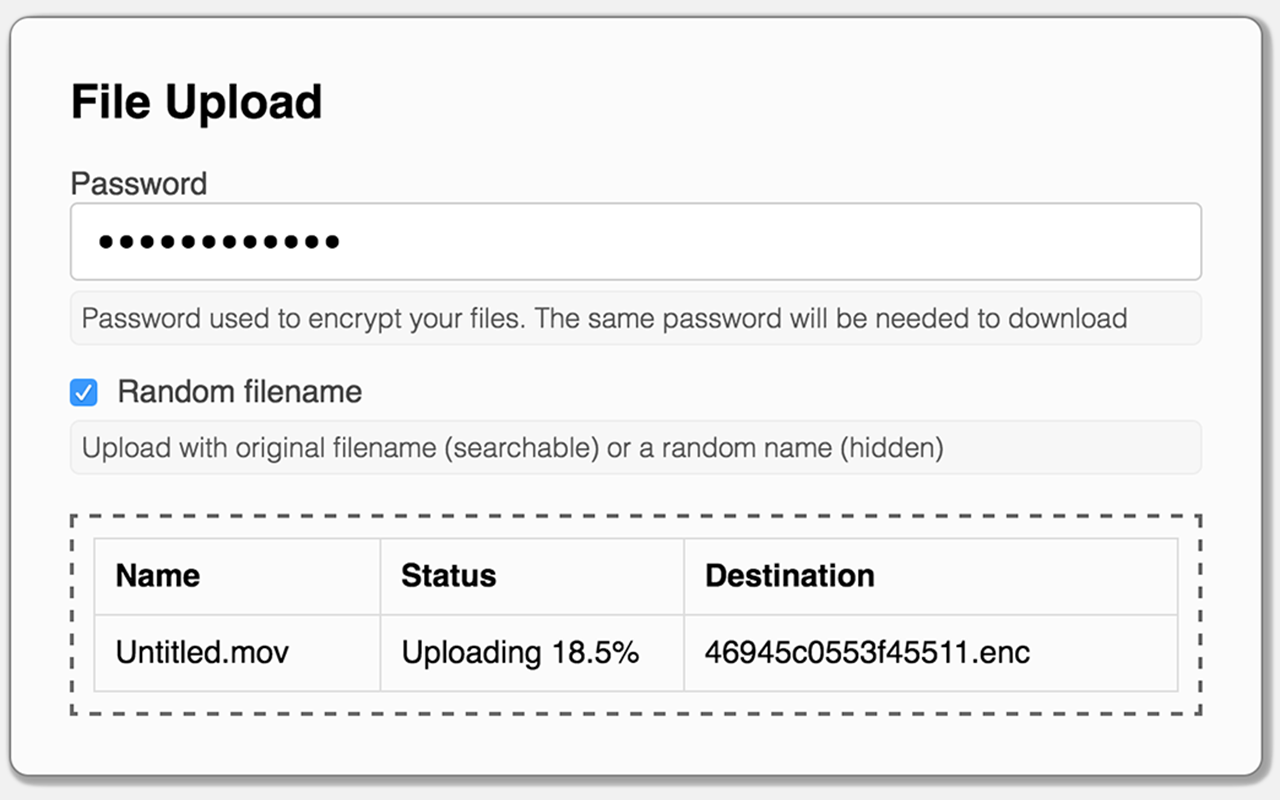 File Upload
Password
••••••••••••
Password used to encrypt your files. The same password will be needed to download
Random filename
Upload with original filename (searchable) or a random name (hidden)
Name Status Destination
Untitled.mov Uploading 18.5% 46945c0553f45511.enc